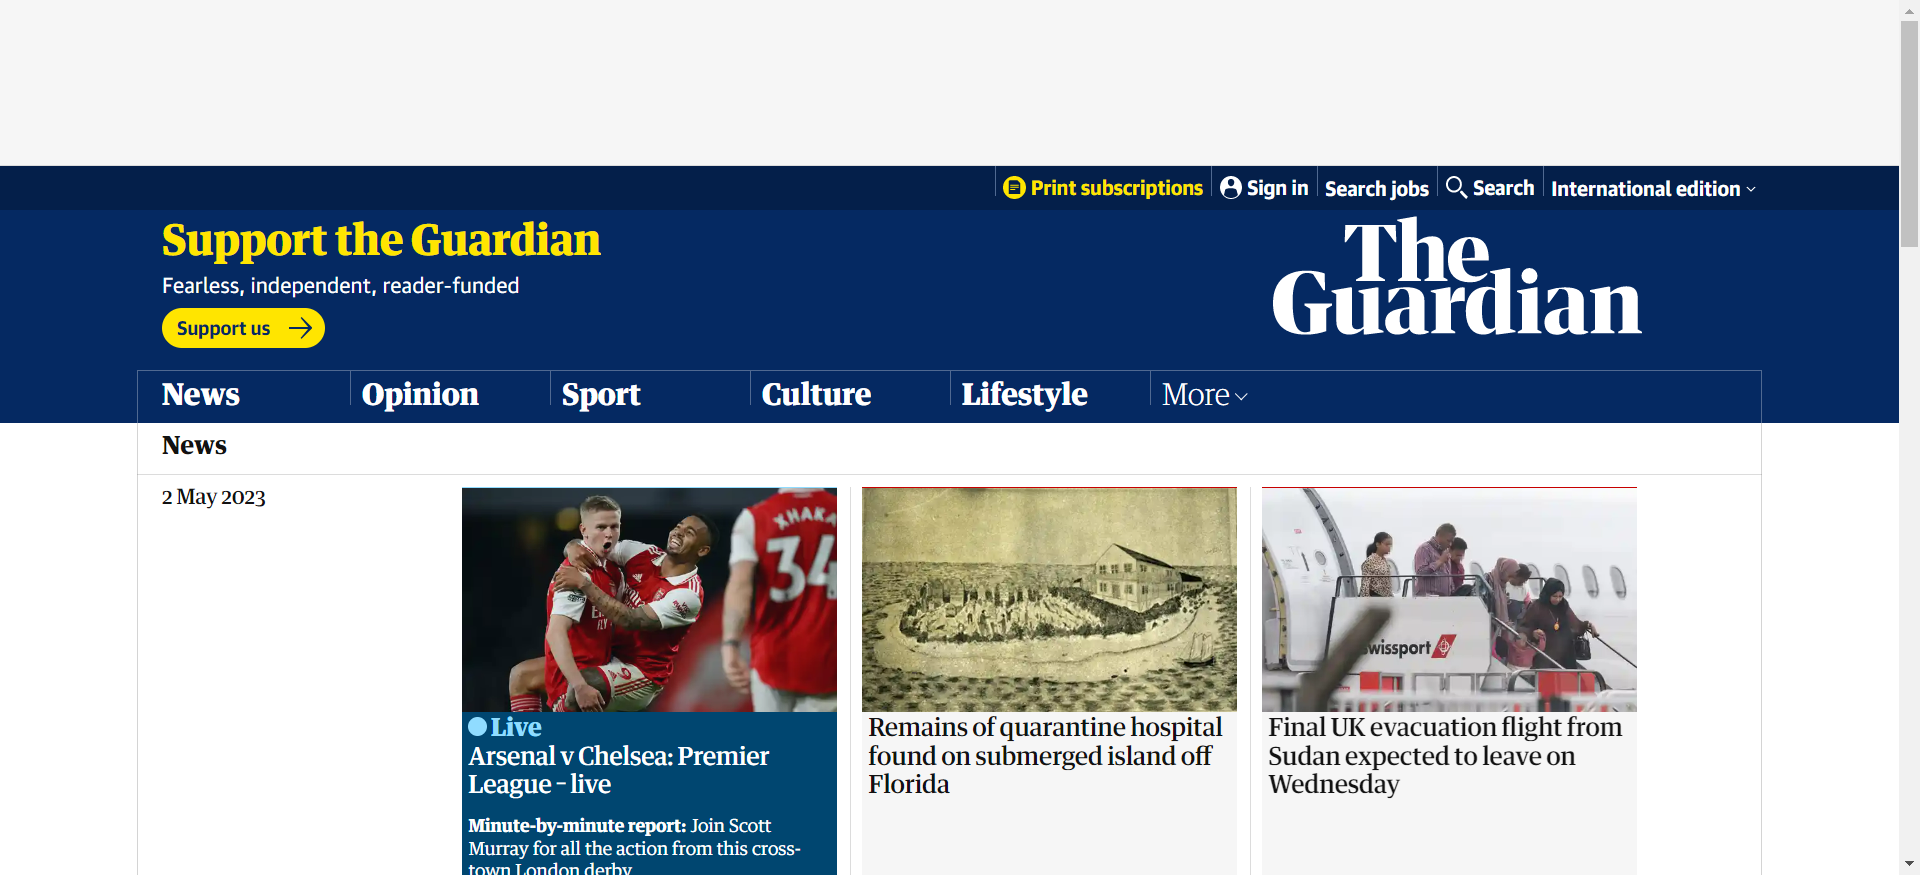 Print subscriptions
Sign in
Search jobs
Search
International edition
Support the Guardian
Fearless, independent, reader-funded
Support us
The
Guardian
News
Opinion
Sport
Culture
Lifestyle
More
News
2 May 2023
XHAKA
34
swissport
Live
Arsenal v Chelsea: Premier
League – live
Minute-by-minute report: Join Scott
Murray for all the action from this cross-
town London derby
Remains of quarantine hospital
found on submerged island off
Florida
Final UK evacuation flight from
Sudan expected to leave on
Wednesday